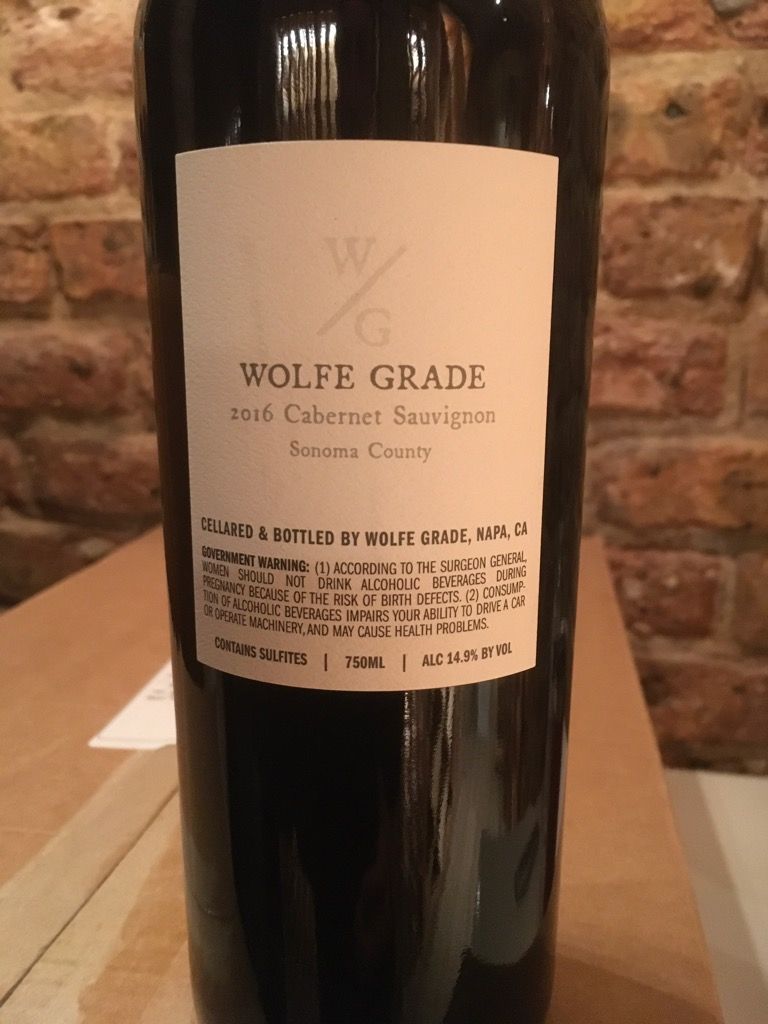 W
G
WOLFE GRADE
2016 Cabernet Sauvignon
Sonoma County
CELLARED & BOTTLED BY WOLFE GRADE, NAPA, CA
GOVERNMENT WARNING: (1) ACCORDING TO THE SURGEON GENERAL,
WOMEN SHOULD NOT DRINK ALCOHOLIC BEVERAGES DURING
PREGNANCY BECAUSE OF THE RISK OF BIRTH DEFECTS. (2) CONSUMP-
TION OF ALCOHOLIC BEVERAGES IMPAIRS YOUR ABILITY TO DRIVE A CAR
OR OPERATE MACHINERY, AND MAY CAUSE HEALTH PROBLEMS.
CONTAINS SULFITES | 750ML | ALC 14.9% BY VOL